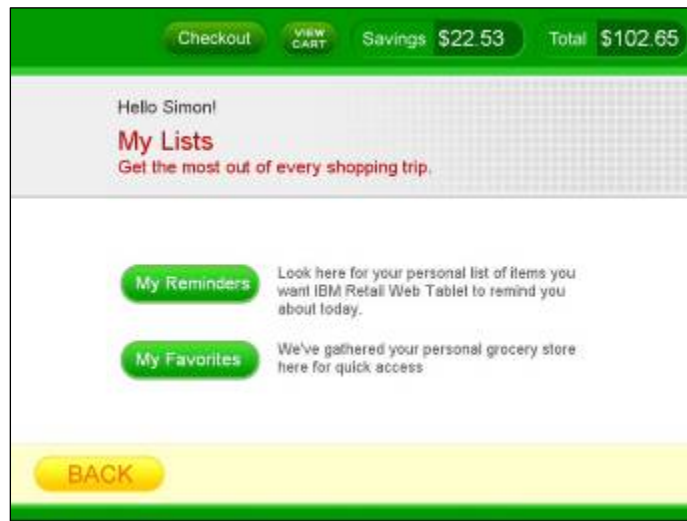 Checkout VIEW CART Savings $22.53 Total $102.65
Hello Simon!
My Lists
Get the most out of every shopping trip.
My Reminders
Look here for your personal list of items you
want IBM Retail Web Tablet to remind you
about today.
My Favorites
We've gathered your personal grocery store
here for quick access
BACK